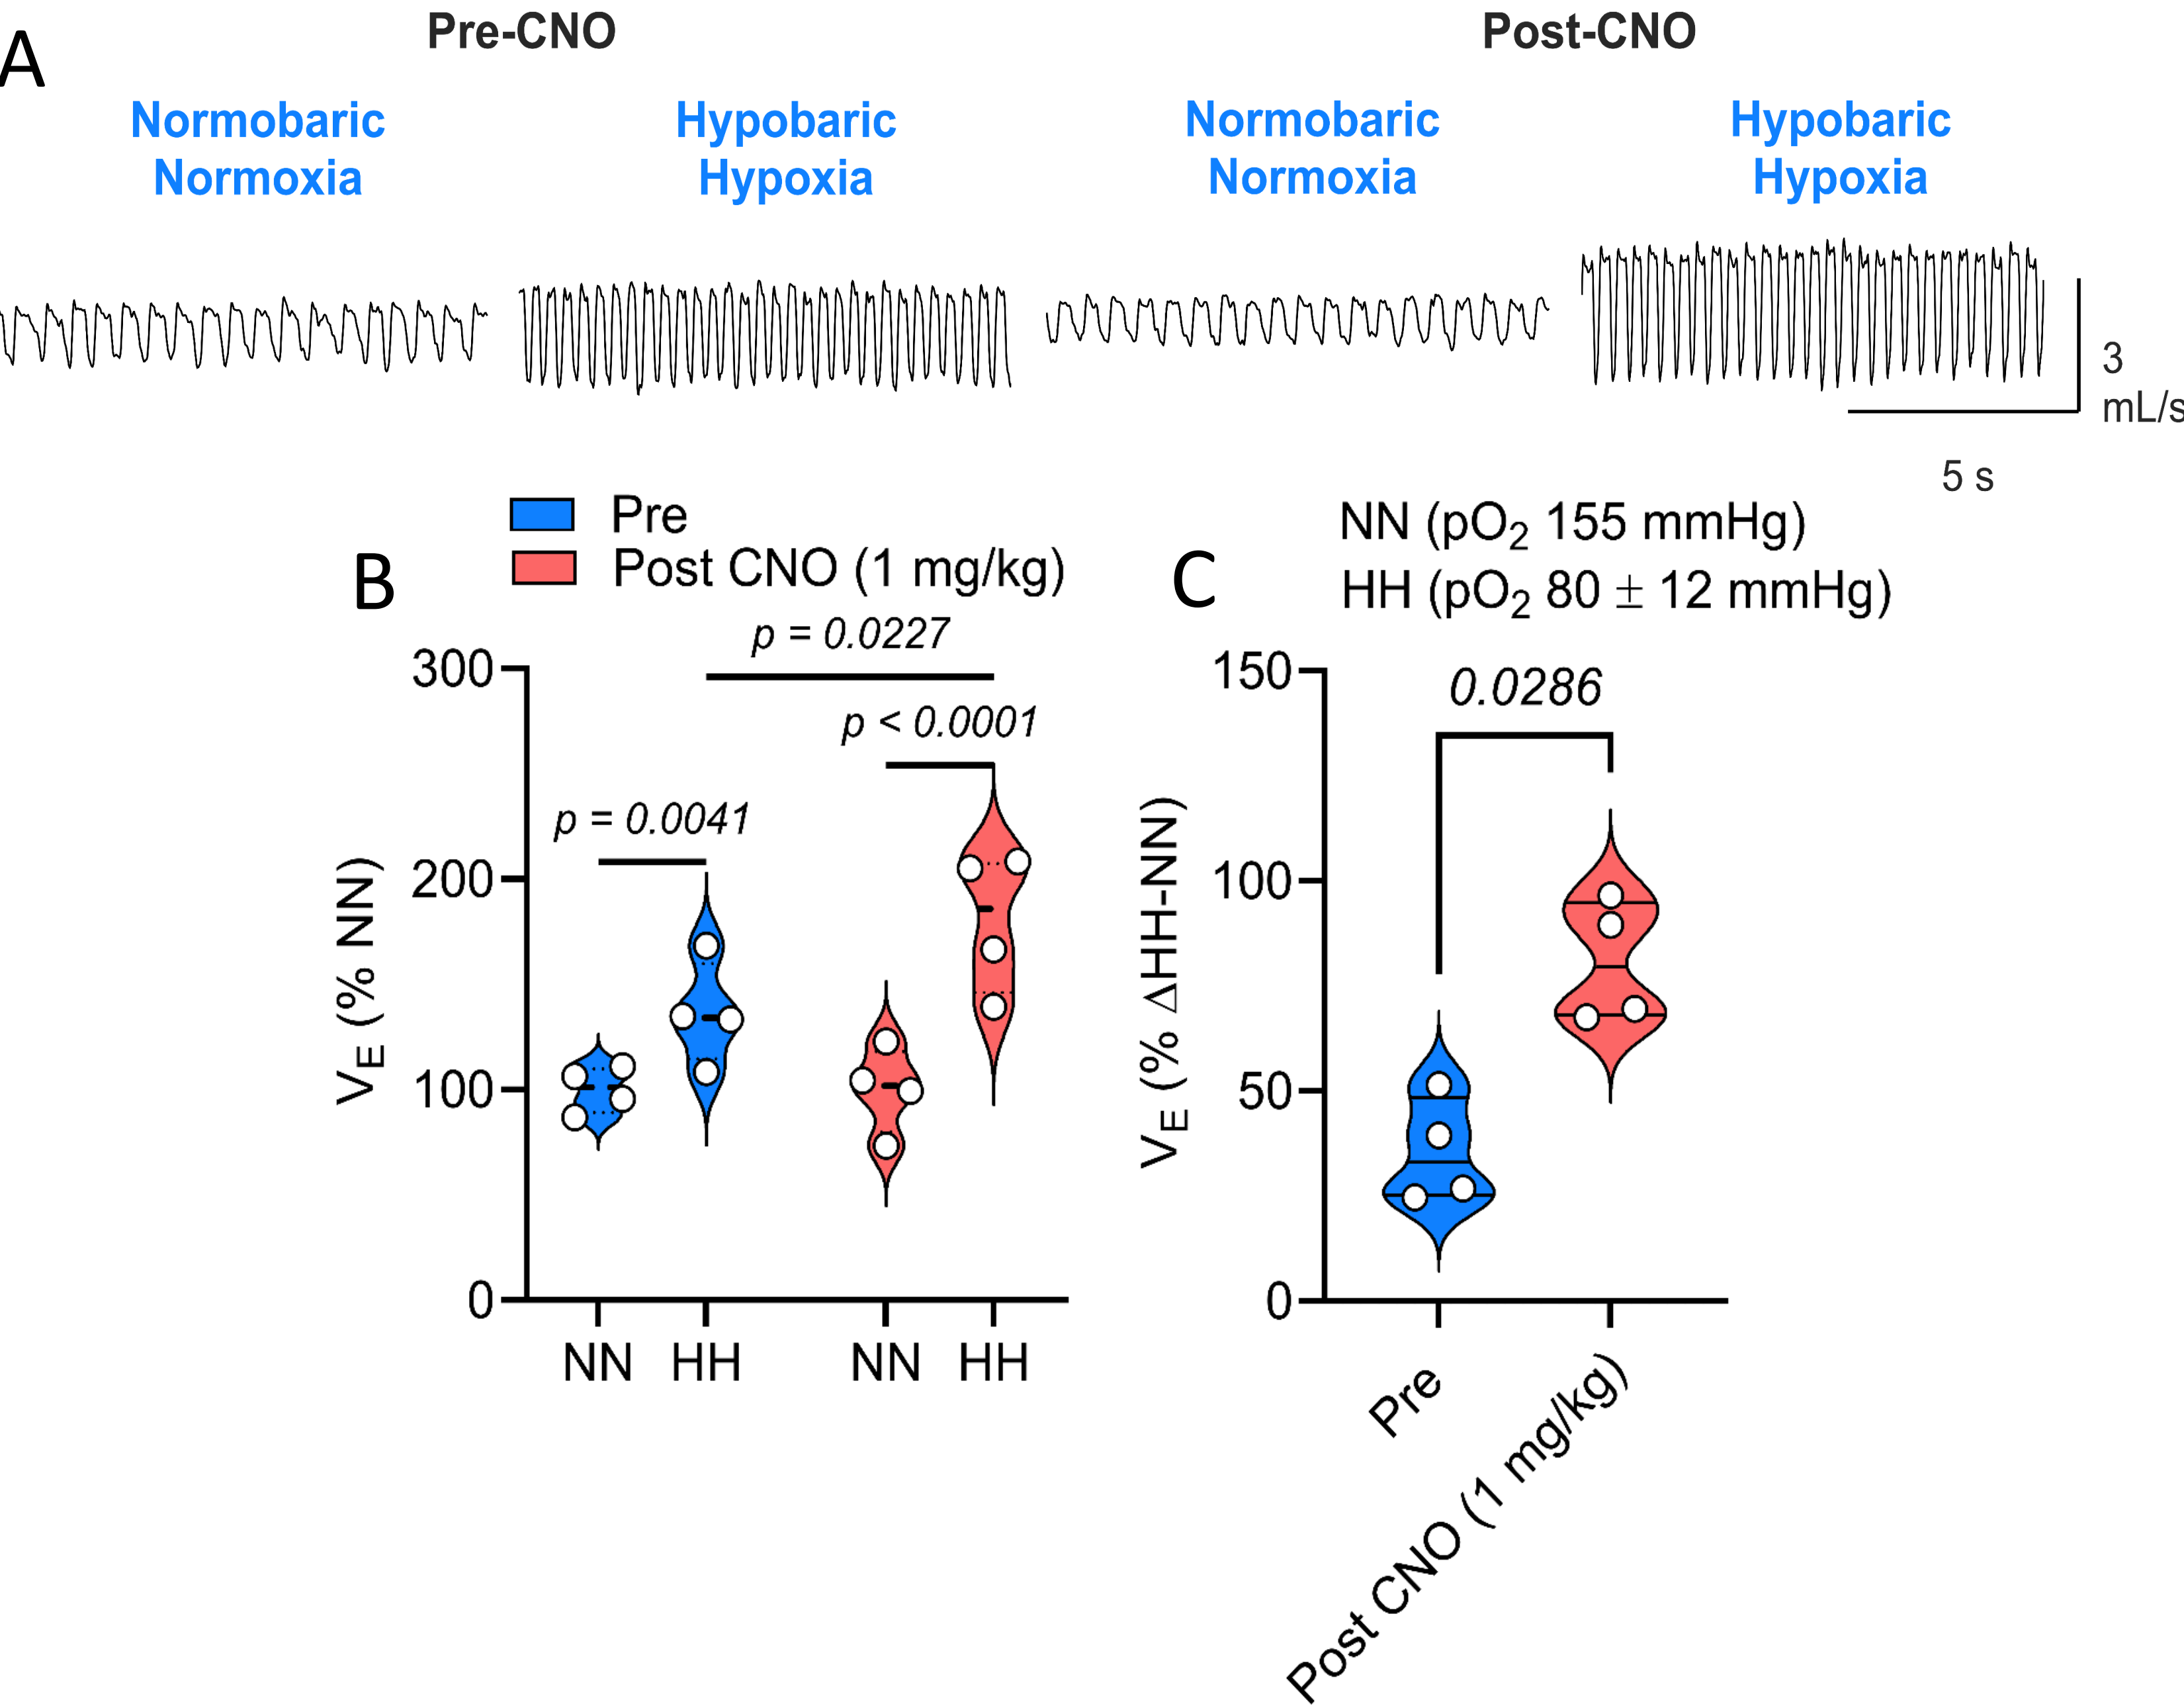 A
Pre-CNO
Post-CNO
Normobaric
Normoxia
Hypobaric
Hypoxia
Normobaric
Normoxia
Hypobaric
Hypoxia
3
mL/s
5 s
B
Pre
Post CNO (1 mg/kg)
p = 0.0227
p < 0.0001
p = 0.0041
300
200
100
0
VE (% NN)
NN
HH
NN
HH
C
NN (pO2 155 mmHg)
HH (pO2 80 ± 12 mmHg)
0.0286
150
100
50
0
VE (% ΔHH-NN)
Pre
Post CNO (1 mg/kg)